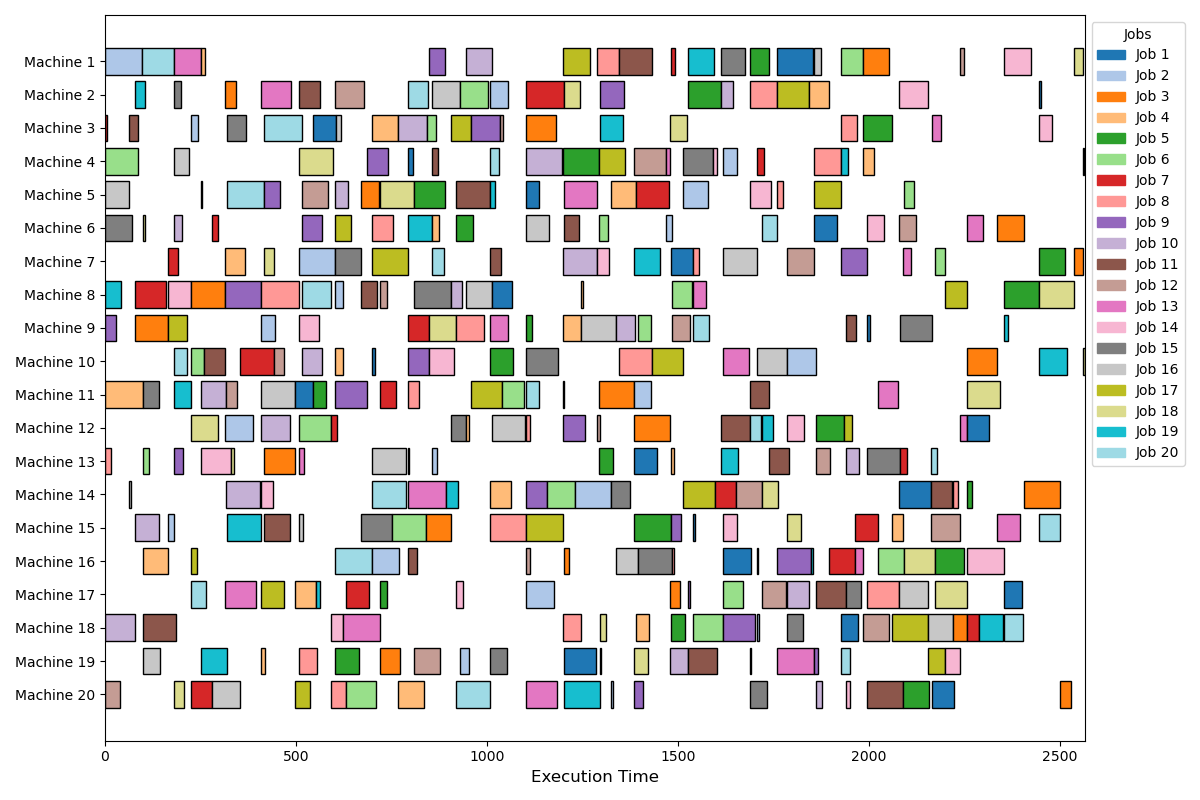 Machine 1
Machine 2
Machine 3
Machine 4
Machine 5
Machine 6
Machine 7
Machine 8
Machine 9
Machine 10
Machine 11
Machine 12
Machine 13
Machine 14
Machine 15
Machine 16
Machine 17
Machine 18
Machine 19
Machine 20
0 500 1000 1500 2000 2500
Execution Time
Jobs
Job 1
Job 2
Job 3
Job 4
Job 5
Job 6
Job 7
Job 8
Job 9
Job 10
Job 11
Job 12
Job 13
Job 14
Job 15
Job 16
Job 17
Job 18
Job 19
Job 20